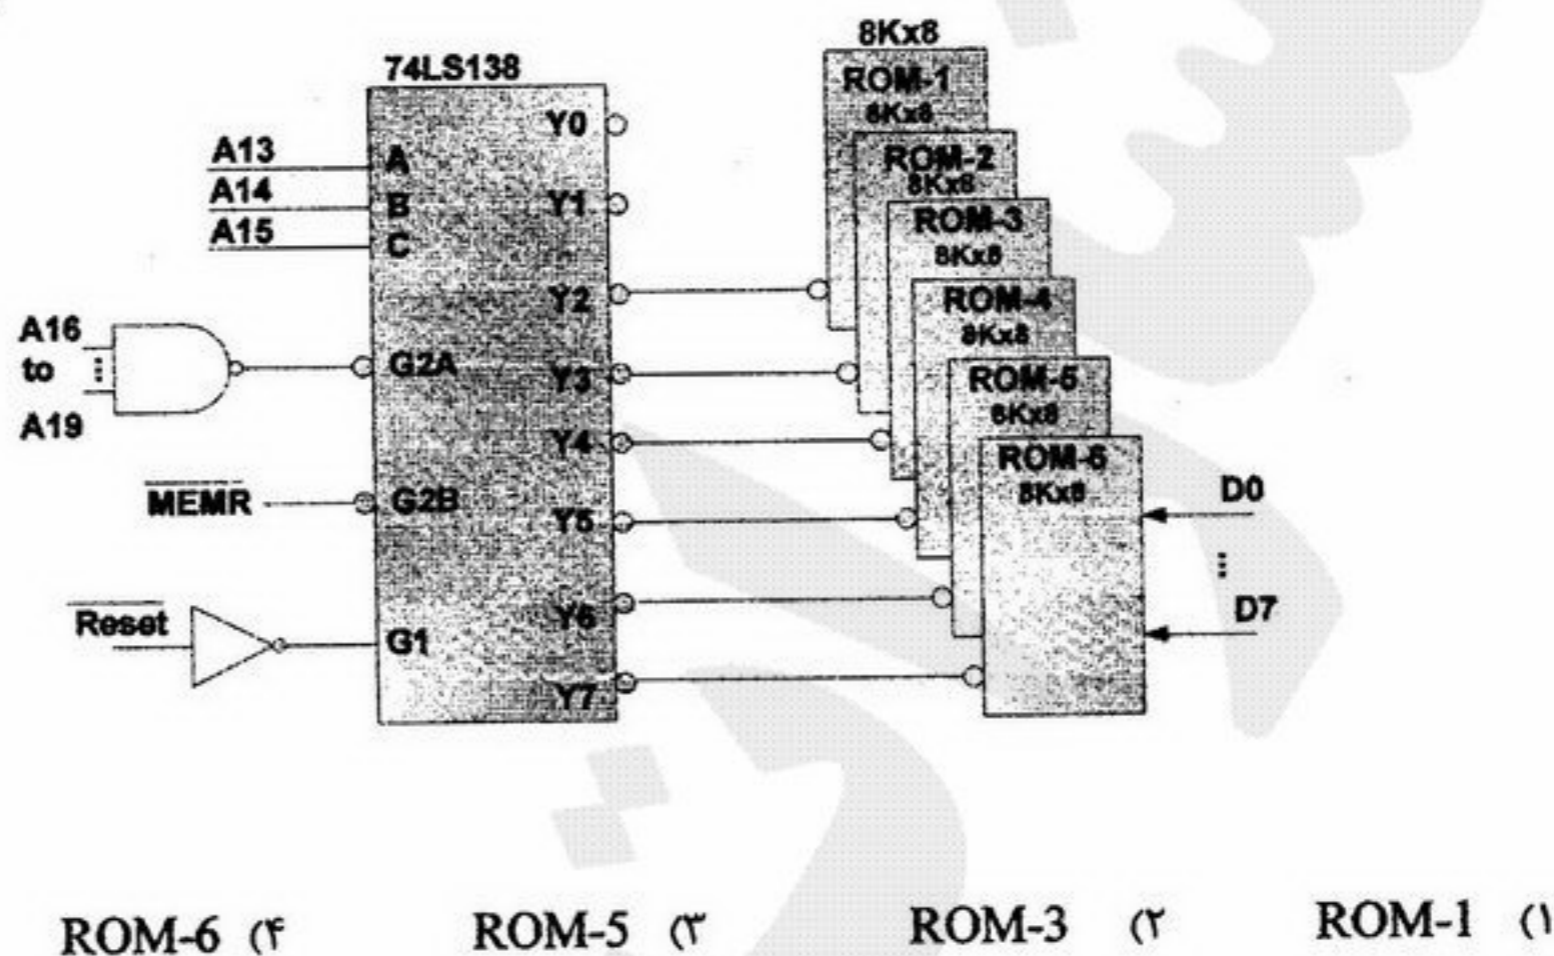 8Kx8
74LS138
ROM-1
8Kx8
Y0
A13
A
ROM-2
8Kx8
A14
B
Y1
ROM-3
8Kx8
A15
C
Y2
ROM-4
8Kx8
A16
to
A19
G2A
Y3
ROM-5
8Kx8
Y4
ROM-6
8Kx8
MEMR
G2B
Y5
D0
...
D7
Reset
G1
Y6
Y7
۱) ROM-1 ۲) ROM-3 ۳) ROM-5 ۴) ROM-6